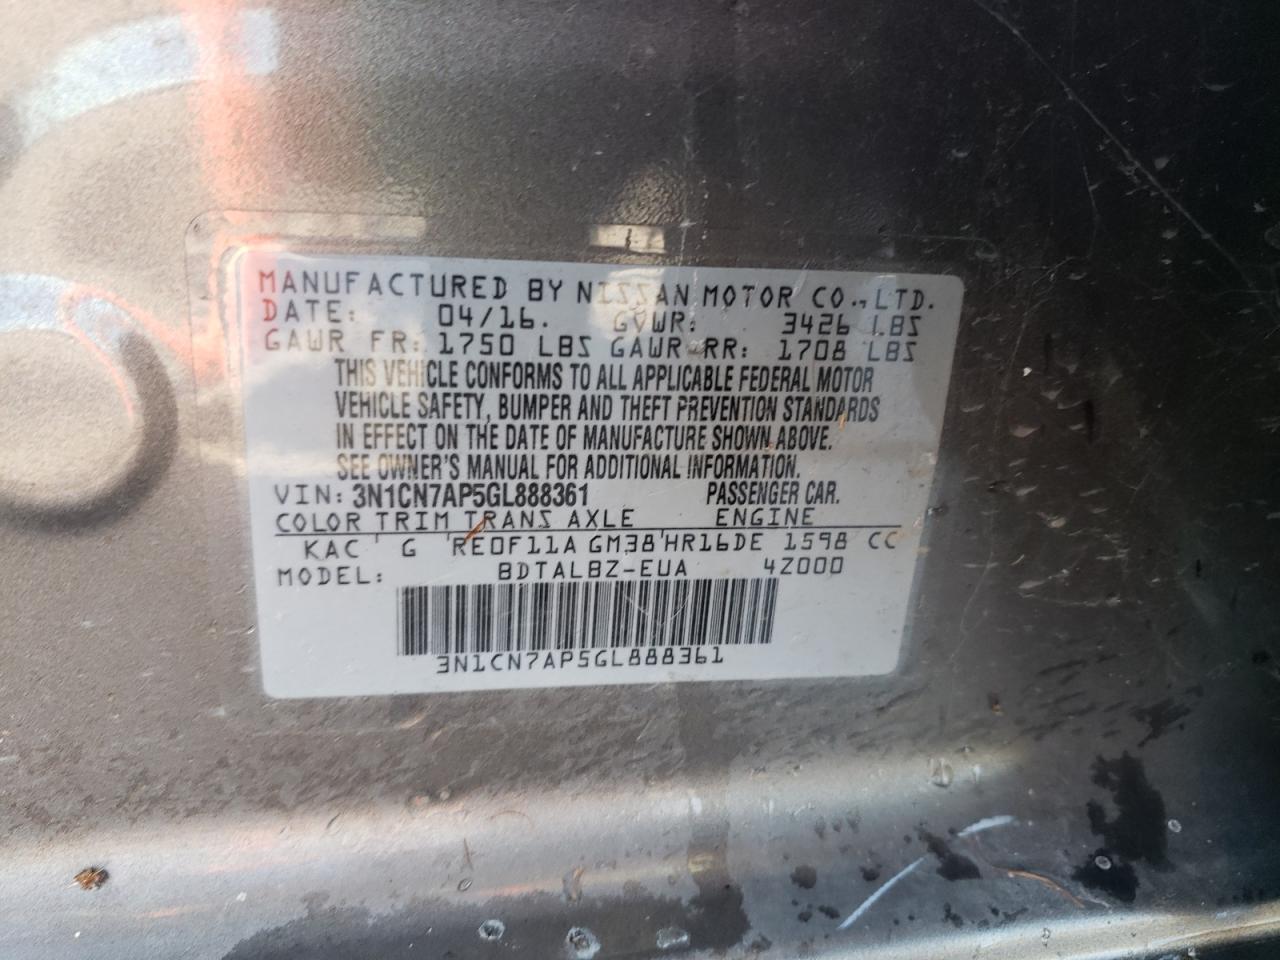 MANUFACTURED BY NISSAN MOTOR CO., LTD.
DATE: 04/16. GVWR: 3426 LBS
GAWR FR: 1750 LBS GAWR RR: 1708 LBS
THIS VEHICLE CONFORMS TO ALL APPLICABLE FEDERAL MOTOR
VEHICLE SAFETY, BUMPER AND THEFT PREVENTION STANDARDS
IN EFFECT ON THE DATE OF MANUFACTURE SHOWN ABOVE.
SEE OWNER'S MANUAL FOR ADDITIONAL INFORMATION.
VIN: 3N1CN7AP5GL888361 PASSENGER CAR.
COLOR TRIM TRANS AXLE ENGINE
KAC G RE0F11A GM38 HR16DE 1598 CC
MODEL: BDTALBZ-EUA 4Z000
3N1CN7AP5GL888361